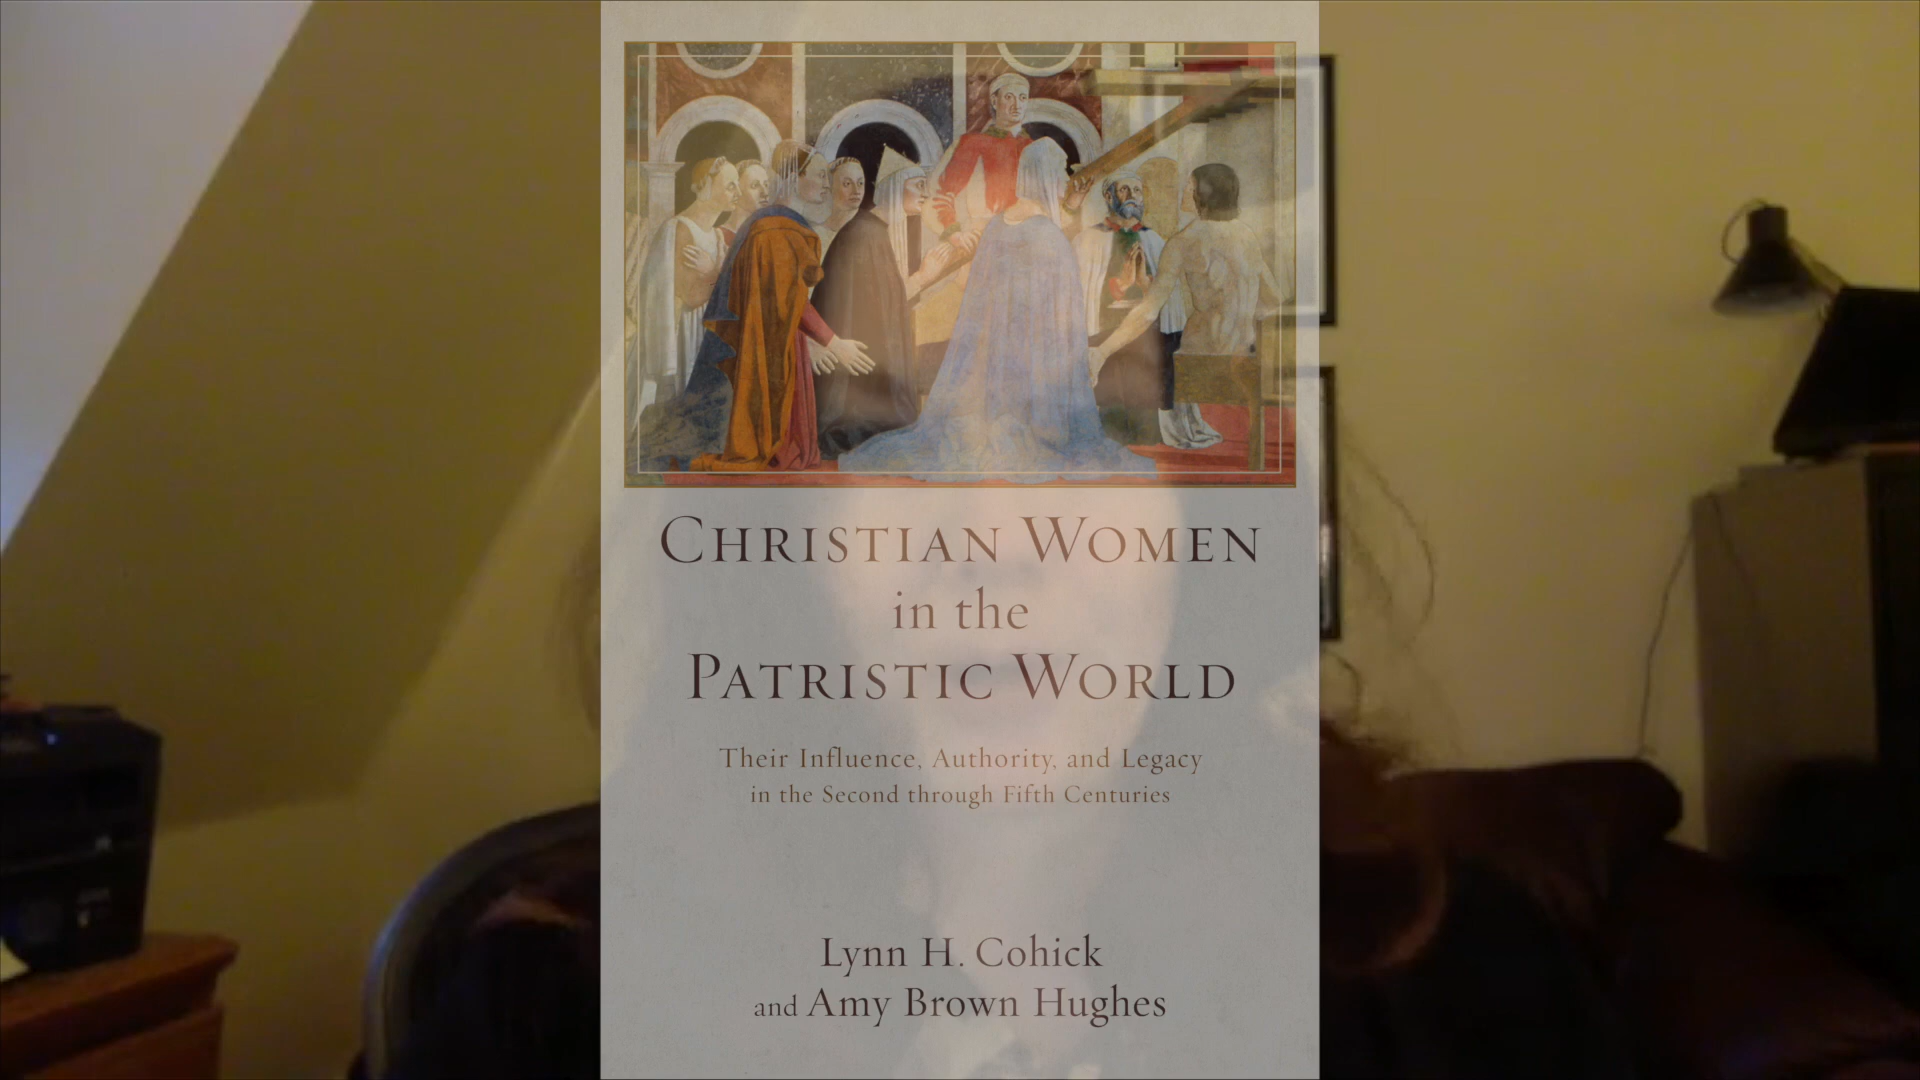 Christian Women
in the
Patristic World
Their Influence, Authority, and Legacy
in the Second through Fifth Centuries
Lynn H. Cohick
and Amy Brown Hughes